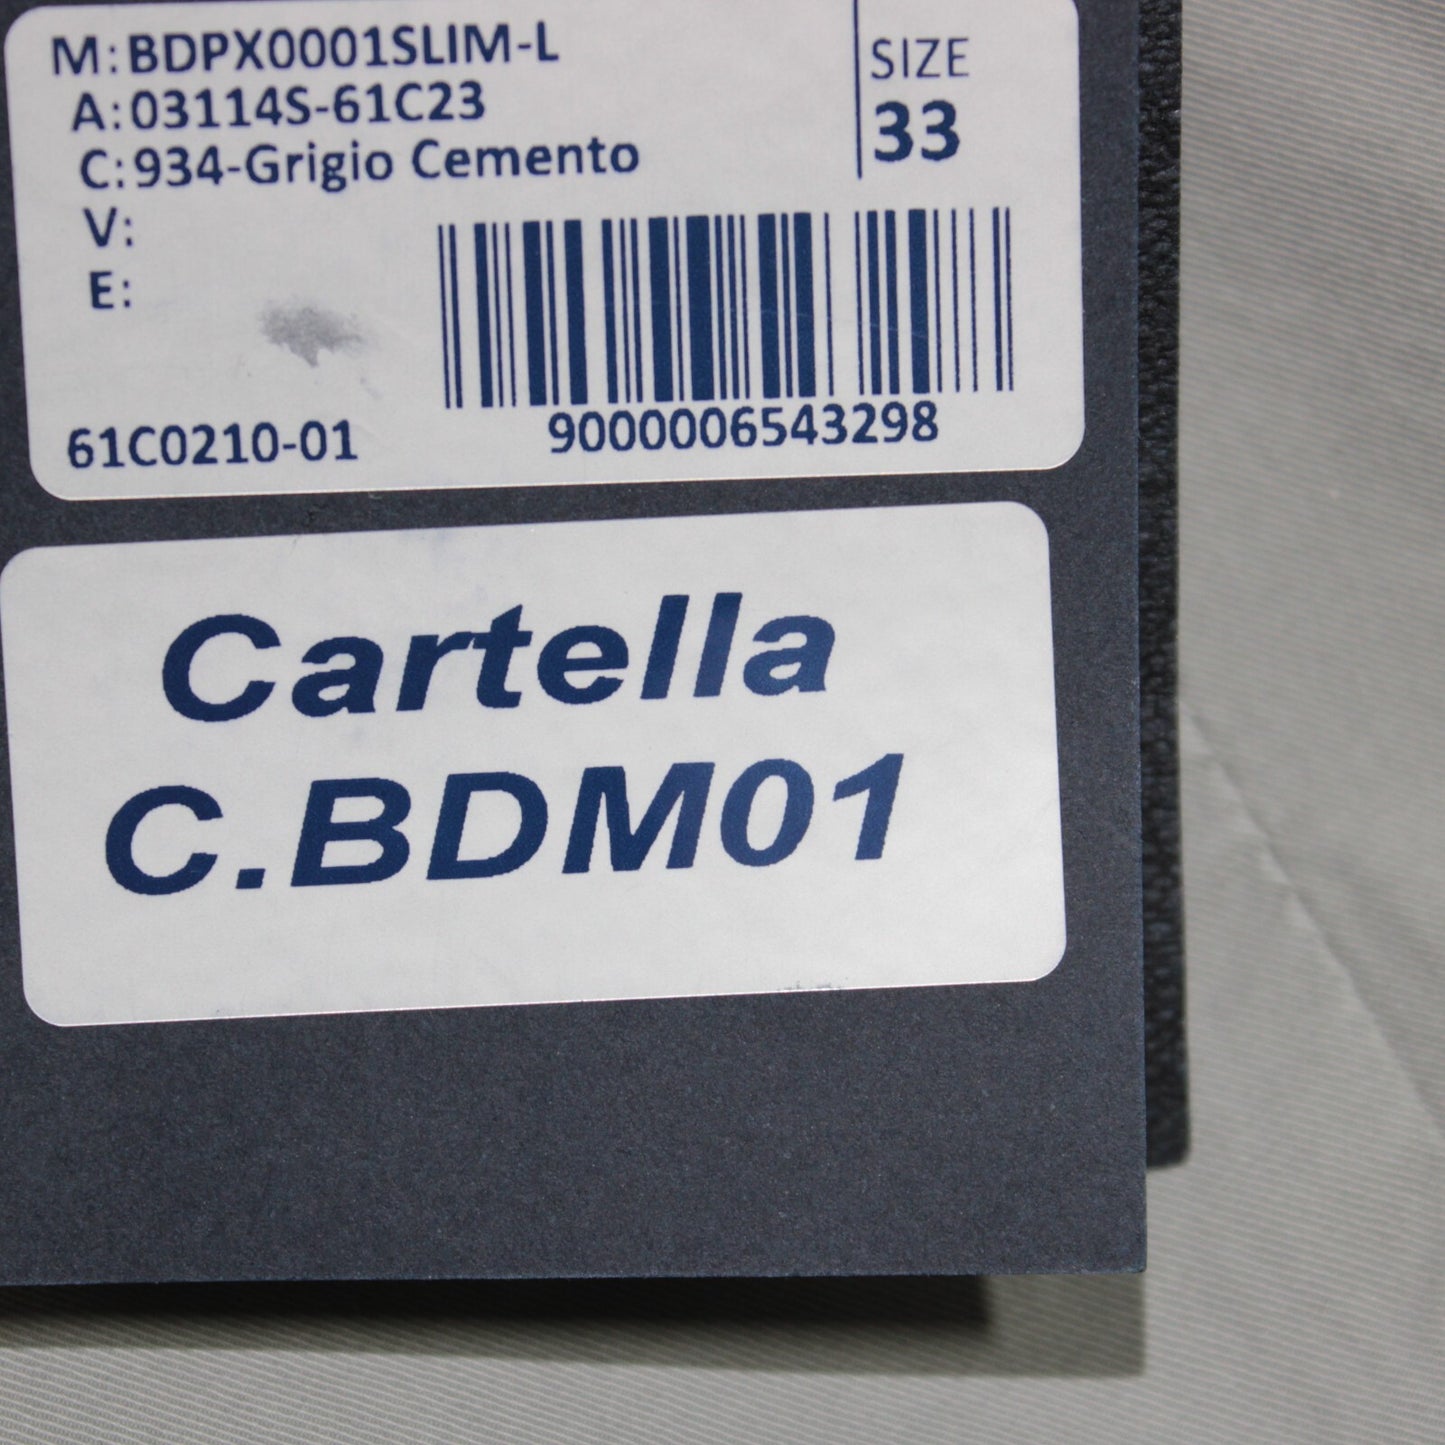 M: BDPX0001SLIM-L
A: 03114S-61C23
C: 934-Grigio Cemento
V:
E:
SIZE
33
61C0210-01
9000006543298
Cartella
C.BDM01